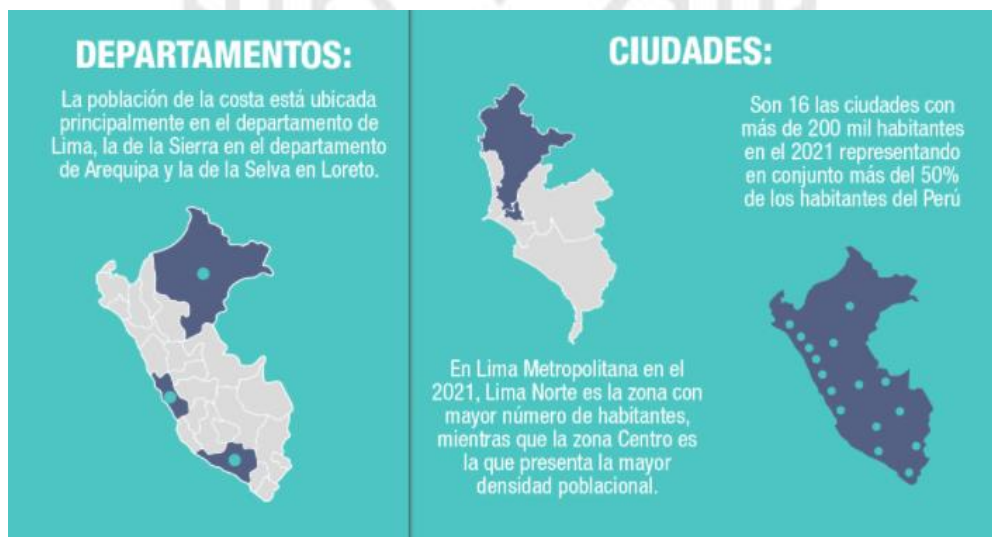 DEPARTAMENTOS:
La población de la costa está ubicada
principalmente en el departamento de
Lima, la de la Sierra en el departamento
de Arequipa y la de la Selva en Loreto.
CIUDADES:
Son 16 las ciudades con
más de 200 mil habitantes
en el 2021 representando
en conjunto más del 50%
de los habitantes del Perú
En Lima Metropolitana en el
2021, Lima Norte es la zona con
mayor número de habitantes,
mientras que la zona Centro es
la que presenta la mayor
densidad poblacional.